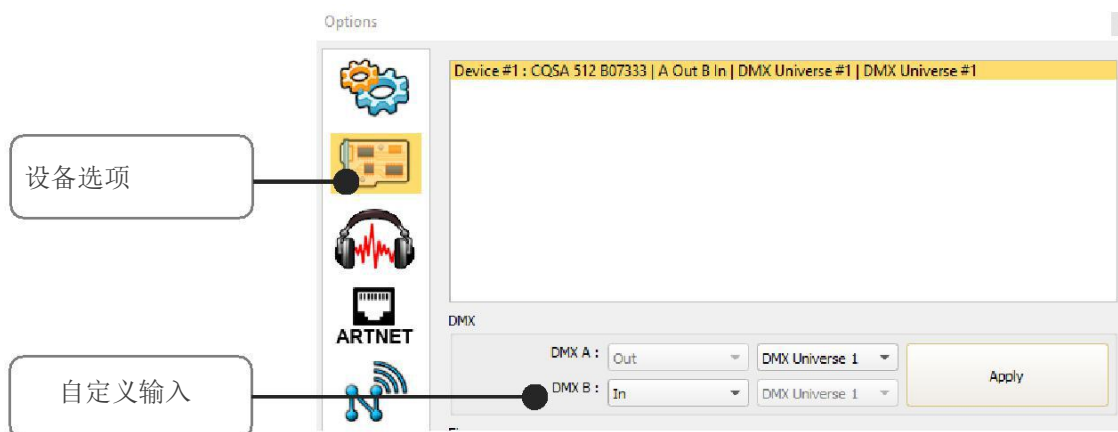 Options
Device #1 : CQSA 512 B07333 | A Out B In | DMX Universe #1 | DMX Universe #1
设备选项
ARTNET
DMX
DMX A : Out DMX Universe 1
Apply
DMX B : In DMX Universe 1
自定义输入